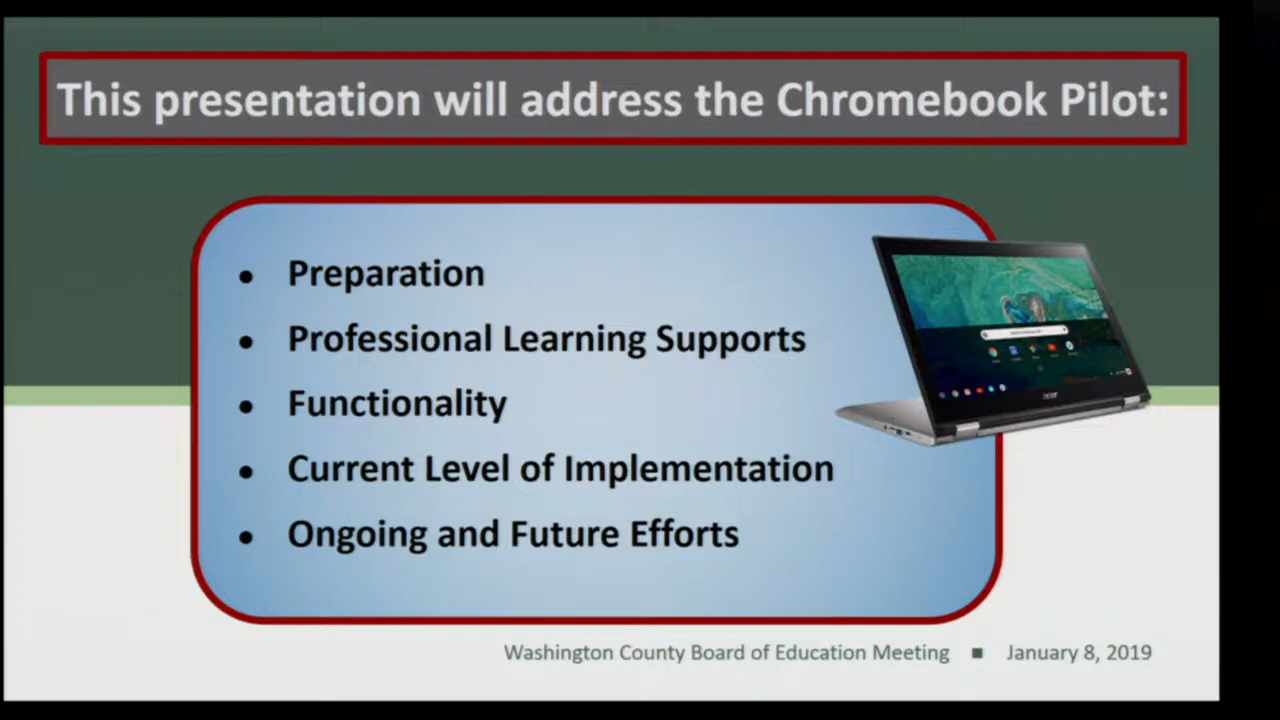 This presentation will address the Chromebook Pilot:
• Preparation
• Professional Learning Supports
• Functionality
• Current Level of Implementation
• Ongoing and Future Efforts
acer
Washington County Board of Education Meeting ■ January 8, 2019